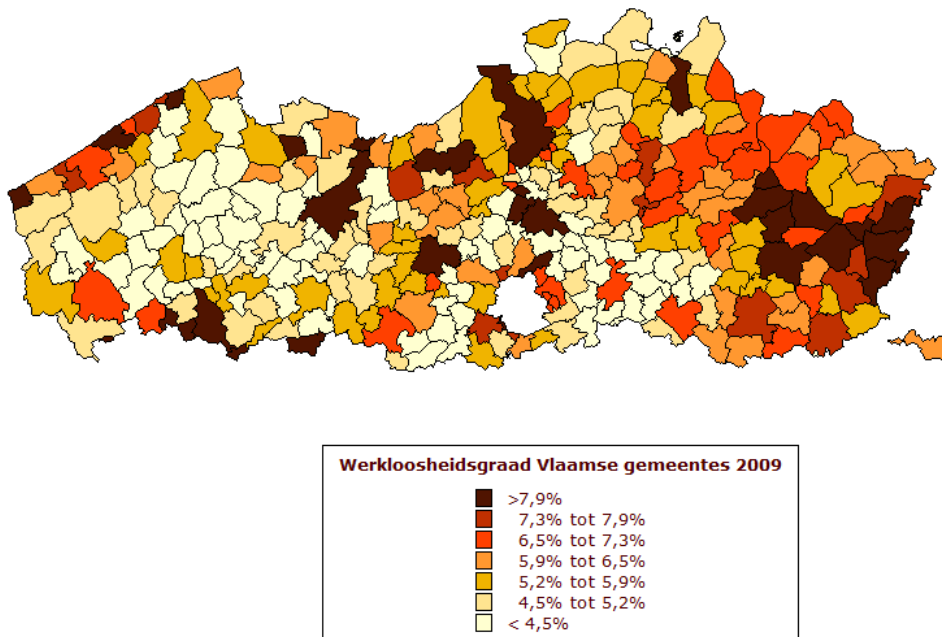 Werkloosheidsgraad Vlaamse gemeentes 2009
>7,9%
7,3% tot 7,9%
6,5% tot 7,3%
5,9% tot 6,5%
5,2% tot 5,9%
4,5% tot 5,2%
< 4,5%